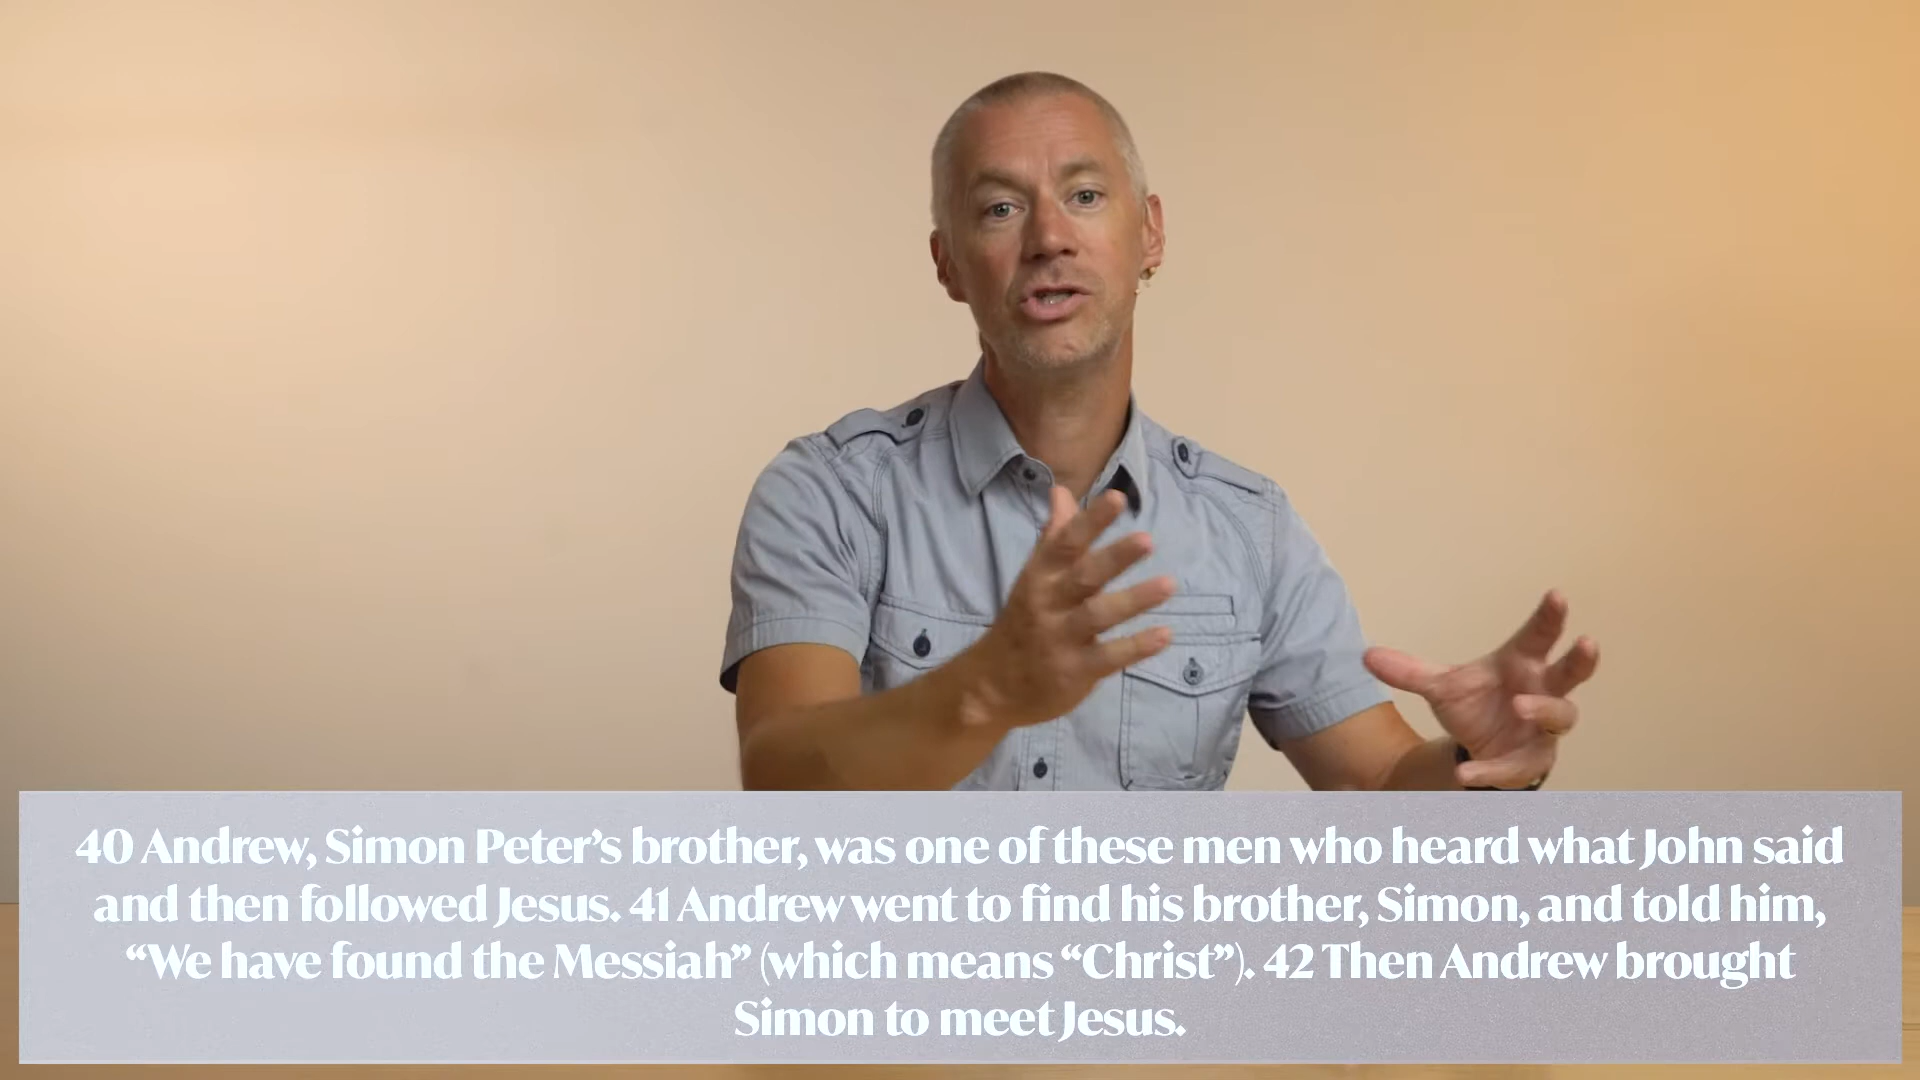 40 Andrew, Simon Peter’s brother, was one of these men who heard what John said
and then followed Jesus. 41 Andrew went to find his brother, Simon, and told him,
“We have found the Messiah” (which means “Christ”). 42 Then Andrew brought
Simon to meet Jesus.